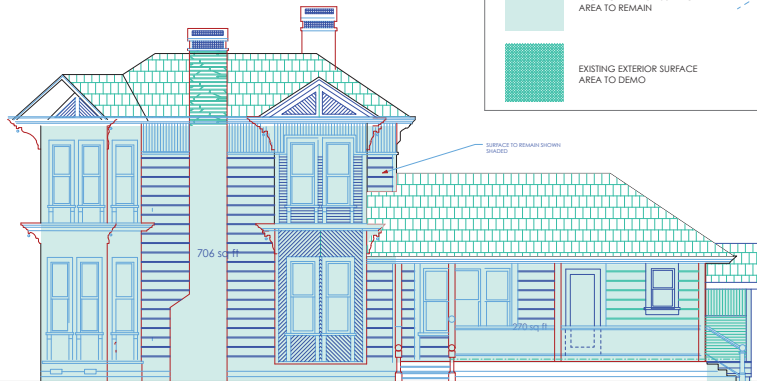 AREA TO REMAIN
EXISTING EXTERIOR SURFACE
AREA TO DEMO
SURFACE TO REMAIN SHOWN
SHADED
706 sq ft
270 sq ft